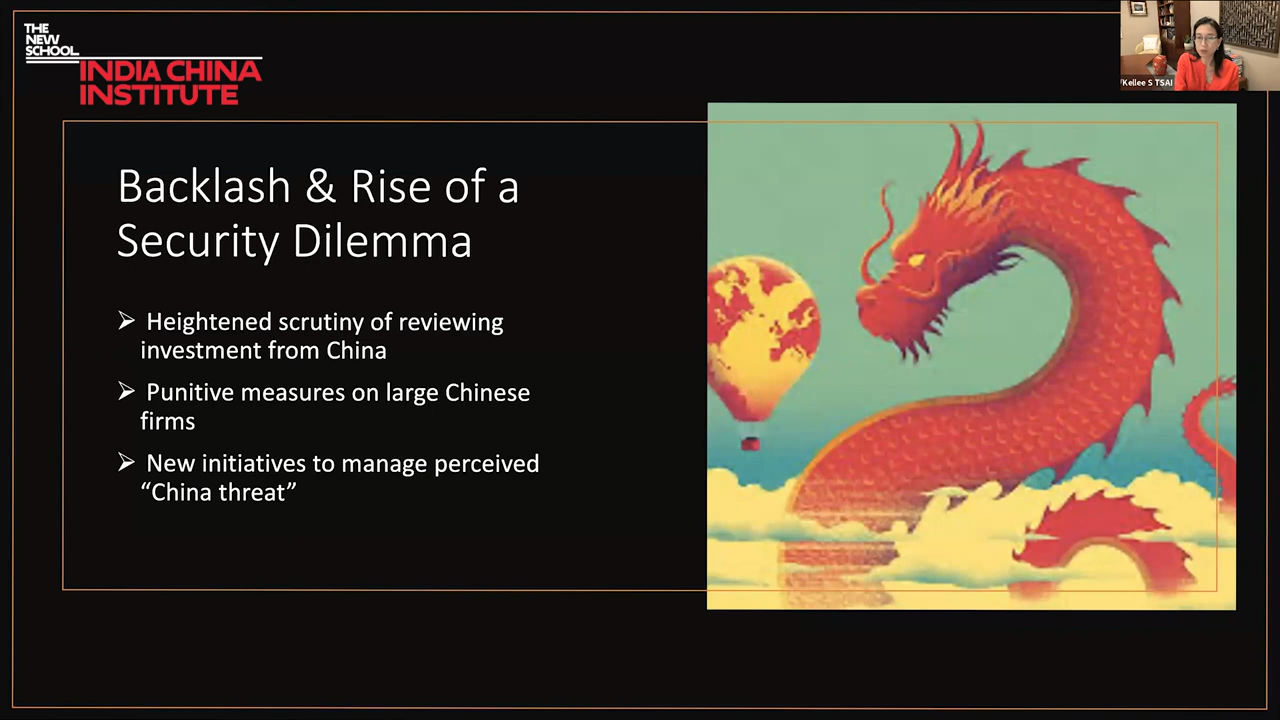 THE
NEW
SCHOOL
INDIA CHINA
INSTITUTE
Kellee S TSAI
Backlash & Rise of a
Security Dilemma
➢ Heightened scrutiny of reviewing
investment from China
➢ Punitive measures on large Chinese
firms
➢ New initiatives to manage perceived
“China threat”